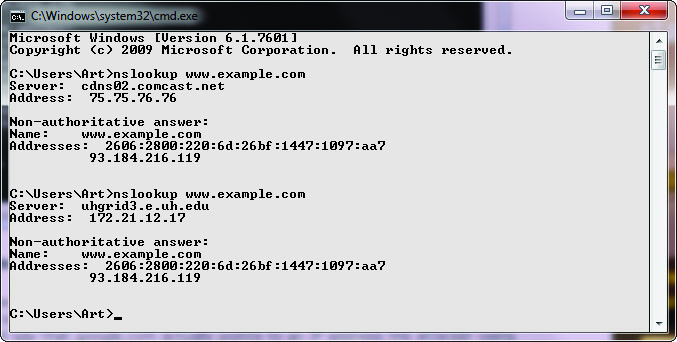 C:\Windows\system32\cmd.exe
Microsoft Windows [Version 6.1.7601]
Copyright (c) 2009 Microsoft Corporation.  All rights reserved.
C:\Users\Art>nslookup www.example.com
Server:  cdns02.comcast.net
Address:  75.75.76.76
Non-authoritative answer:
Name:    www.example.com
Addresses:  2606:2800:220:6d:26bf:1447:1097:aa7
93.184.216.119
C:\Users\Art>nslookup www.example.com
Server:  uhgrid3.e.uh.edu
Address:  172.21.12.17
Non-authoritative answer:
Name:    www.example.com
Addresses:  2606:2800:220:6d:26bf:1447:1097:aa7
93.184.216.119
C:\Users\Art>_